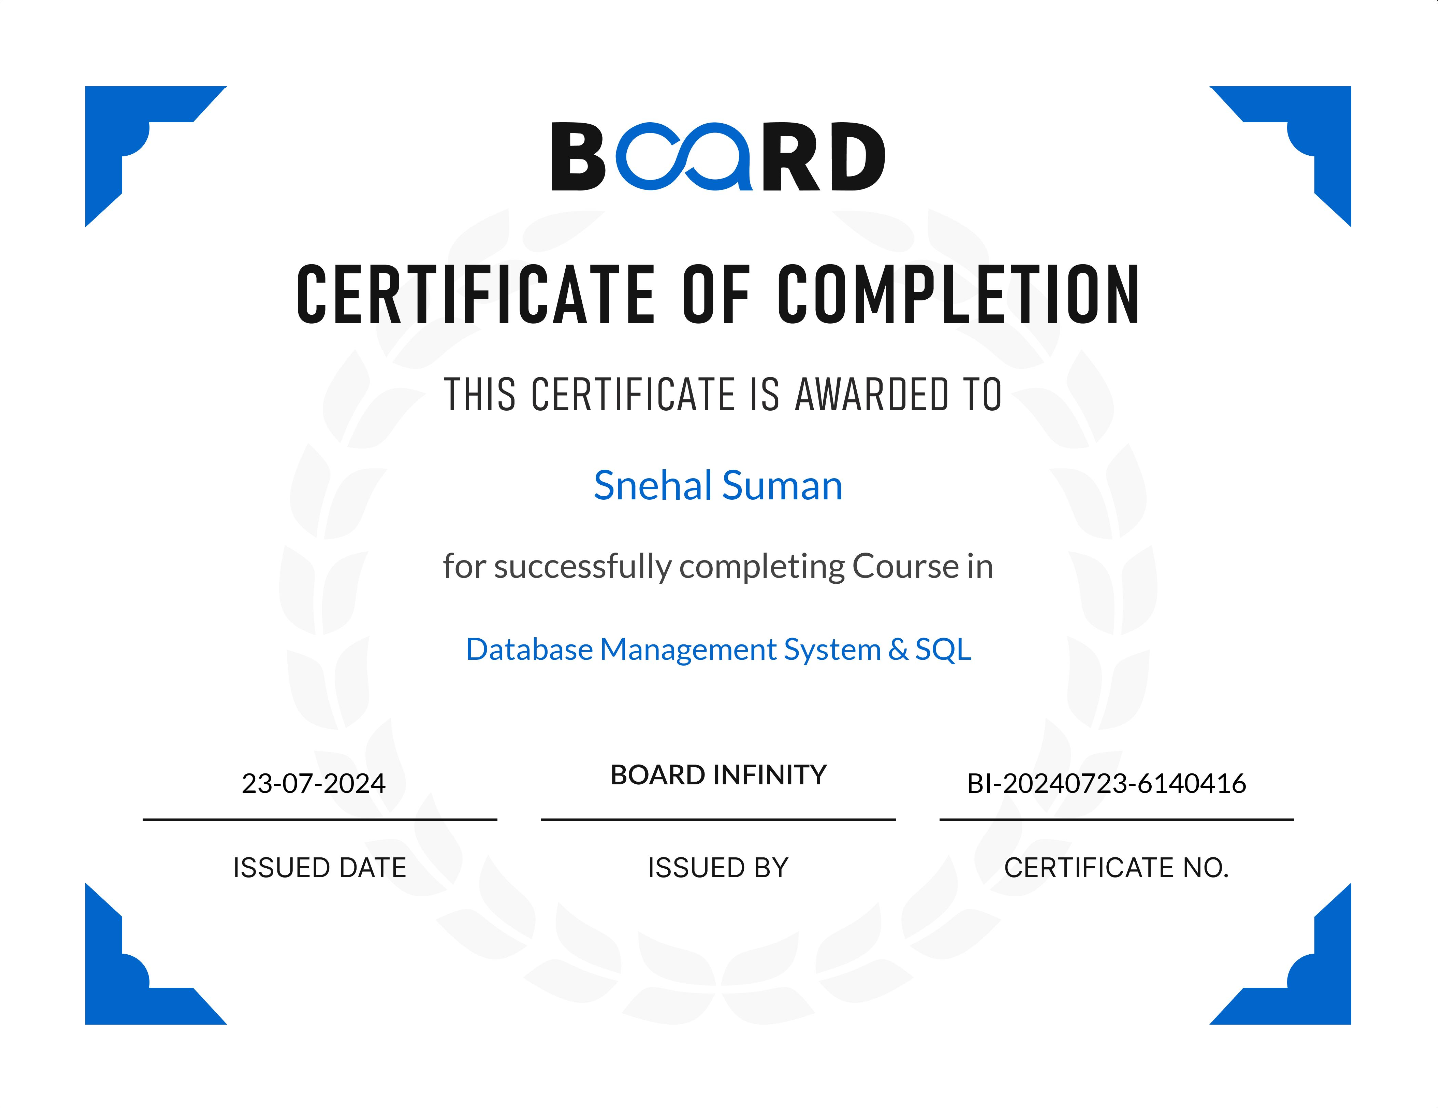 BOARD
CERTIFICATE OF COMPLETION
THIS CERTIFICATE IS AWARDED TO
Snehal Suman
for successfully completing Course in
Database Management System & SQL
23-07-2024
ISSUED DATE
BOARD INFINITY
ISSUED BY
BI-20240723-6140416
CERTIFICATE NO.